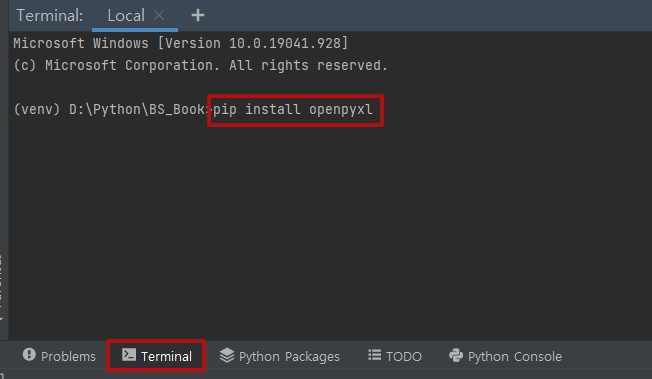 Terminal: Local × +
Microsoft Windows [Version 10.0.19041.928]
(c) Microsoft Corporation. All rights reserved.
(venv) D:\Python\BS_Book>pip install openpyxl
Problems Terminal Python Packages TODO Python Console